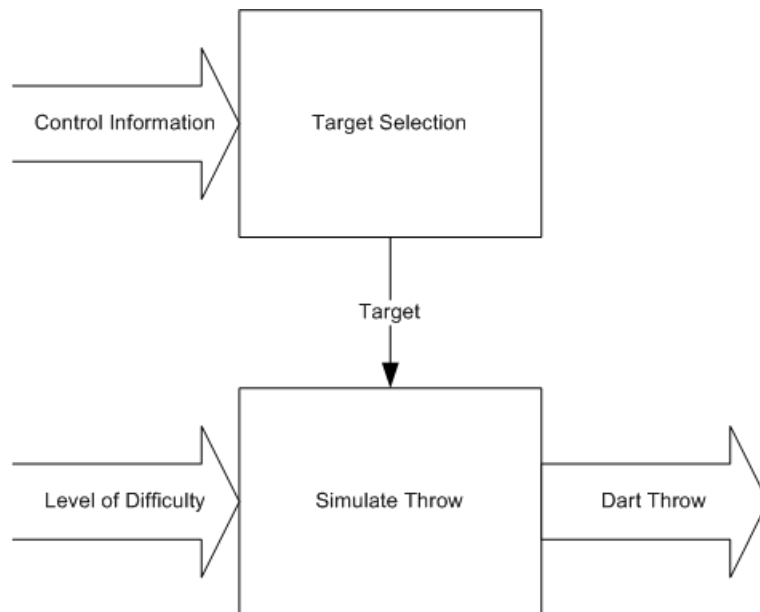 Control Information
Target Selection
Target
Level of Difficulty
Simulate Throw
Dart Throw